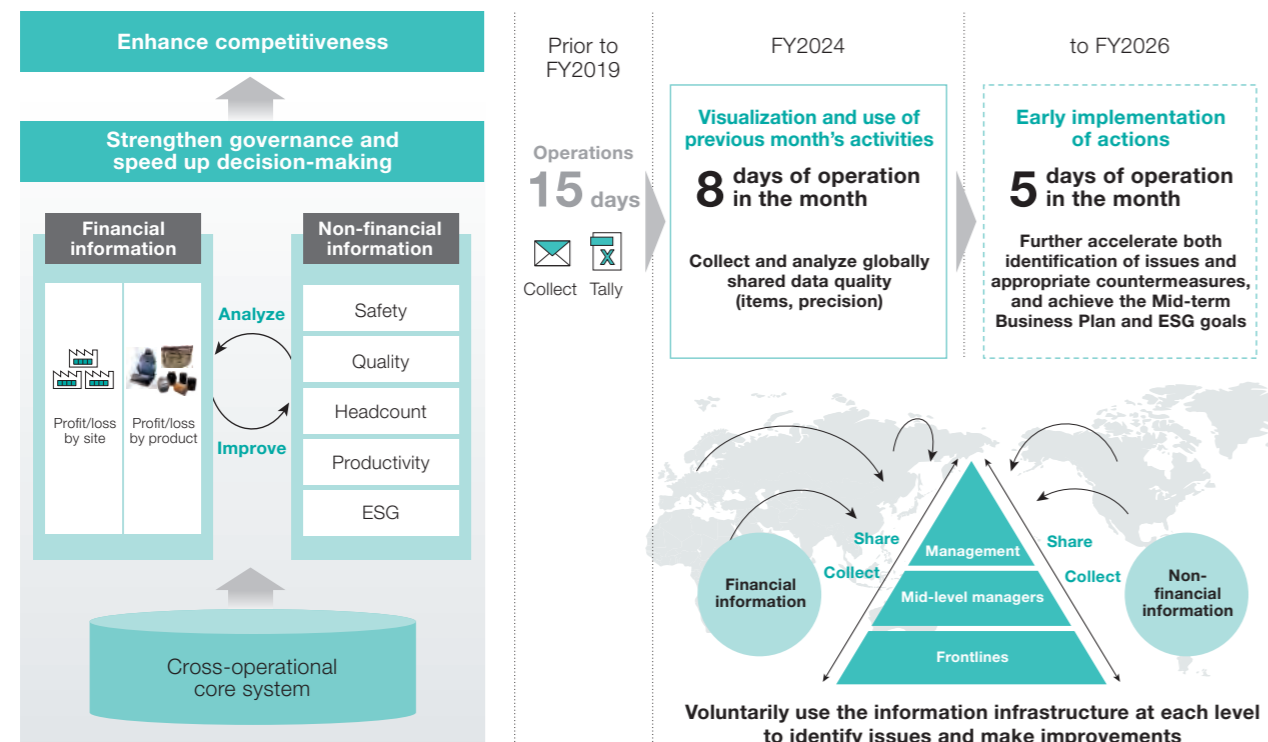 Enhance competitiveness
Strengthen governance and
speed up decision-making
Financial
information
Non-financial
information
Profit/loss
by site
Profit/loss
by product
Analyze
Improve
Safety
Quality
Headcount
Productivity
ESG
Cross-operational
core system
Prior to
FY2019
Operations
15 days
Collect
Tally
X
FY2024
Visualization and use of
previous month's activities
8 days of operation
in the month
Collect and analyze globally
shared data quality
(items, precision)
to FY2026
Early implementation
of actions
5 days of operation
in the month
Further accelerate both
identification of issues and
appropriate countermeasures,
and achieve the Mid-term
Business Plan and ESG goals
Financial
information
Share
Collect
Management
Mid-level managers
Frontlines
Share
Collect
Non-
financial
information
Voluntarily use the information infrastructure at each level
to identify issues and make improvements